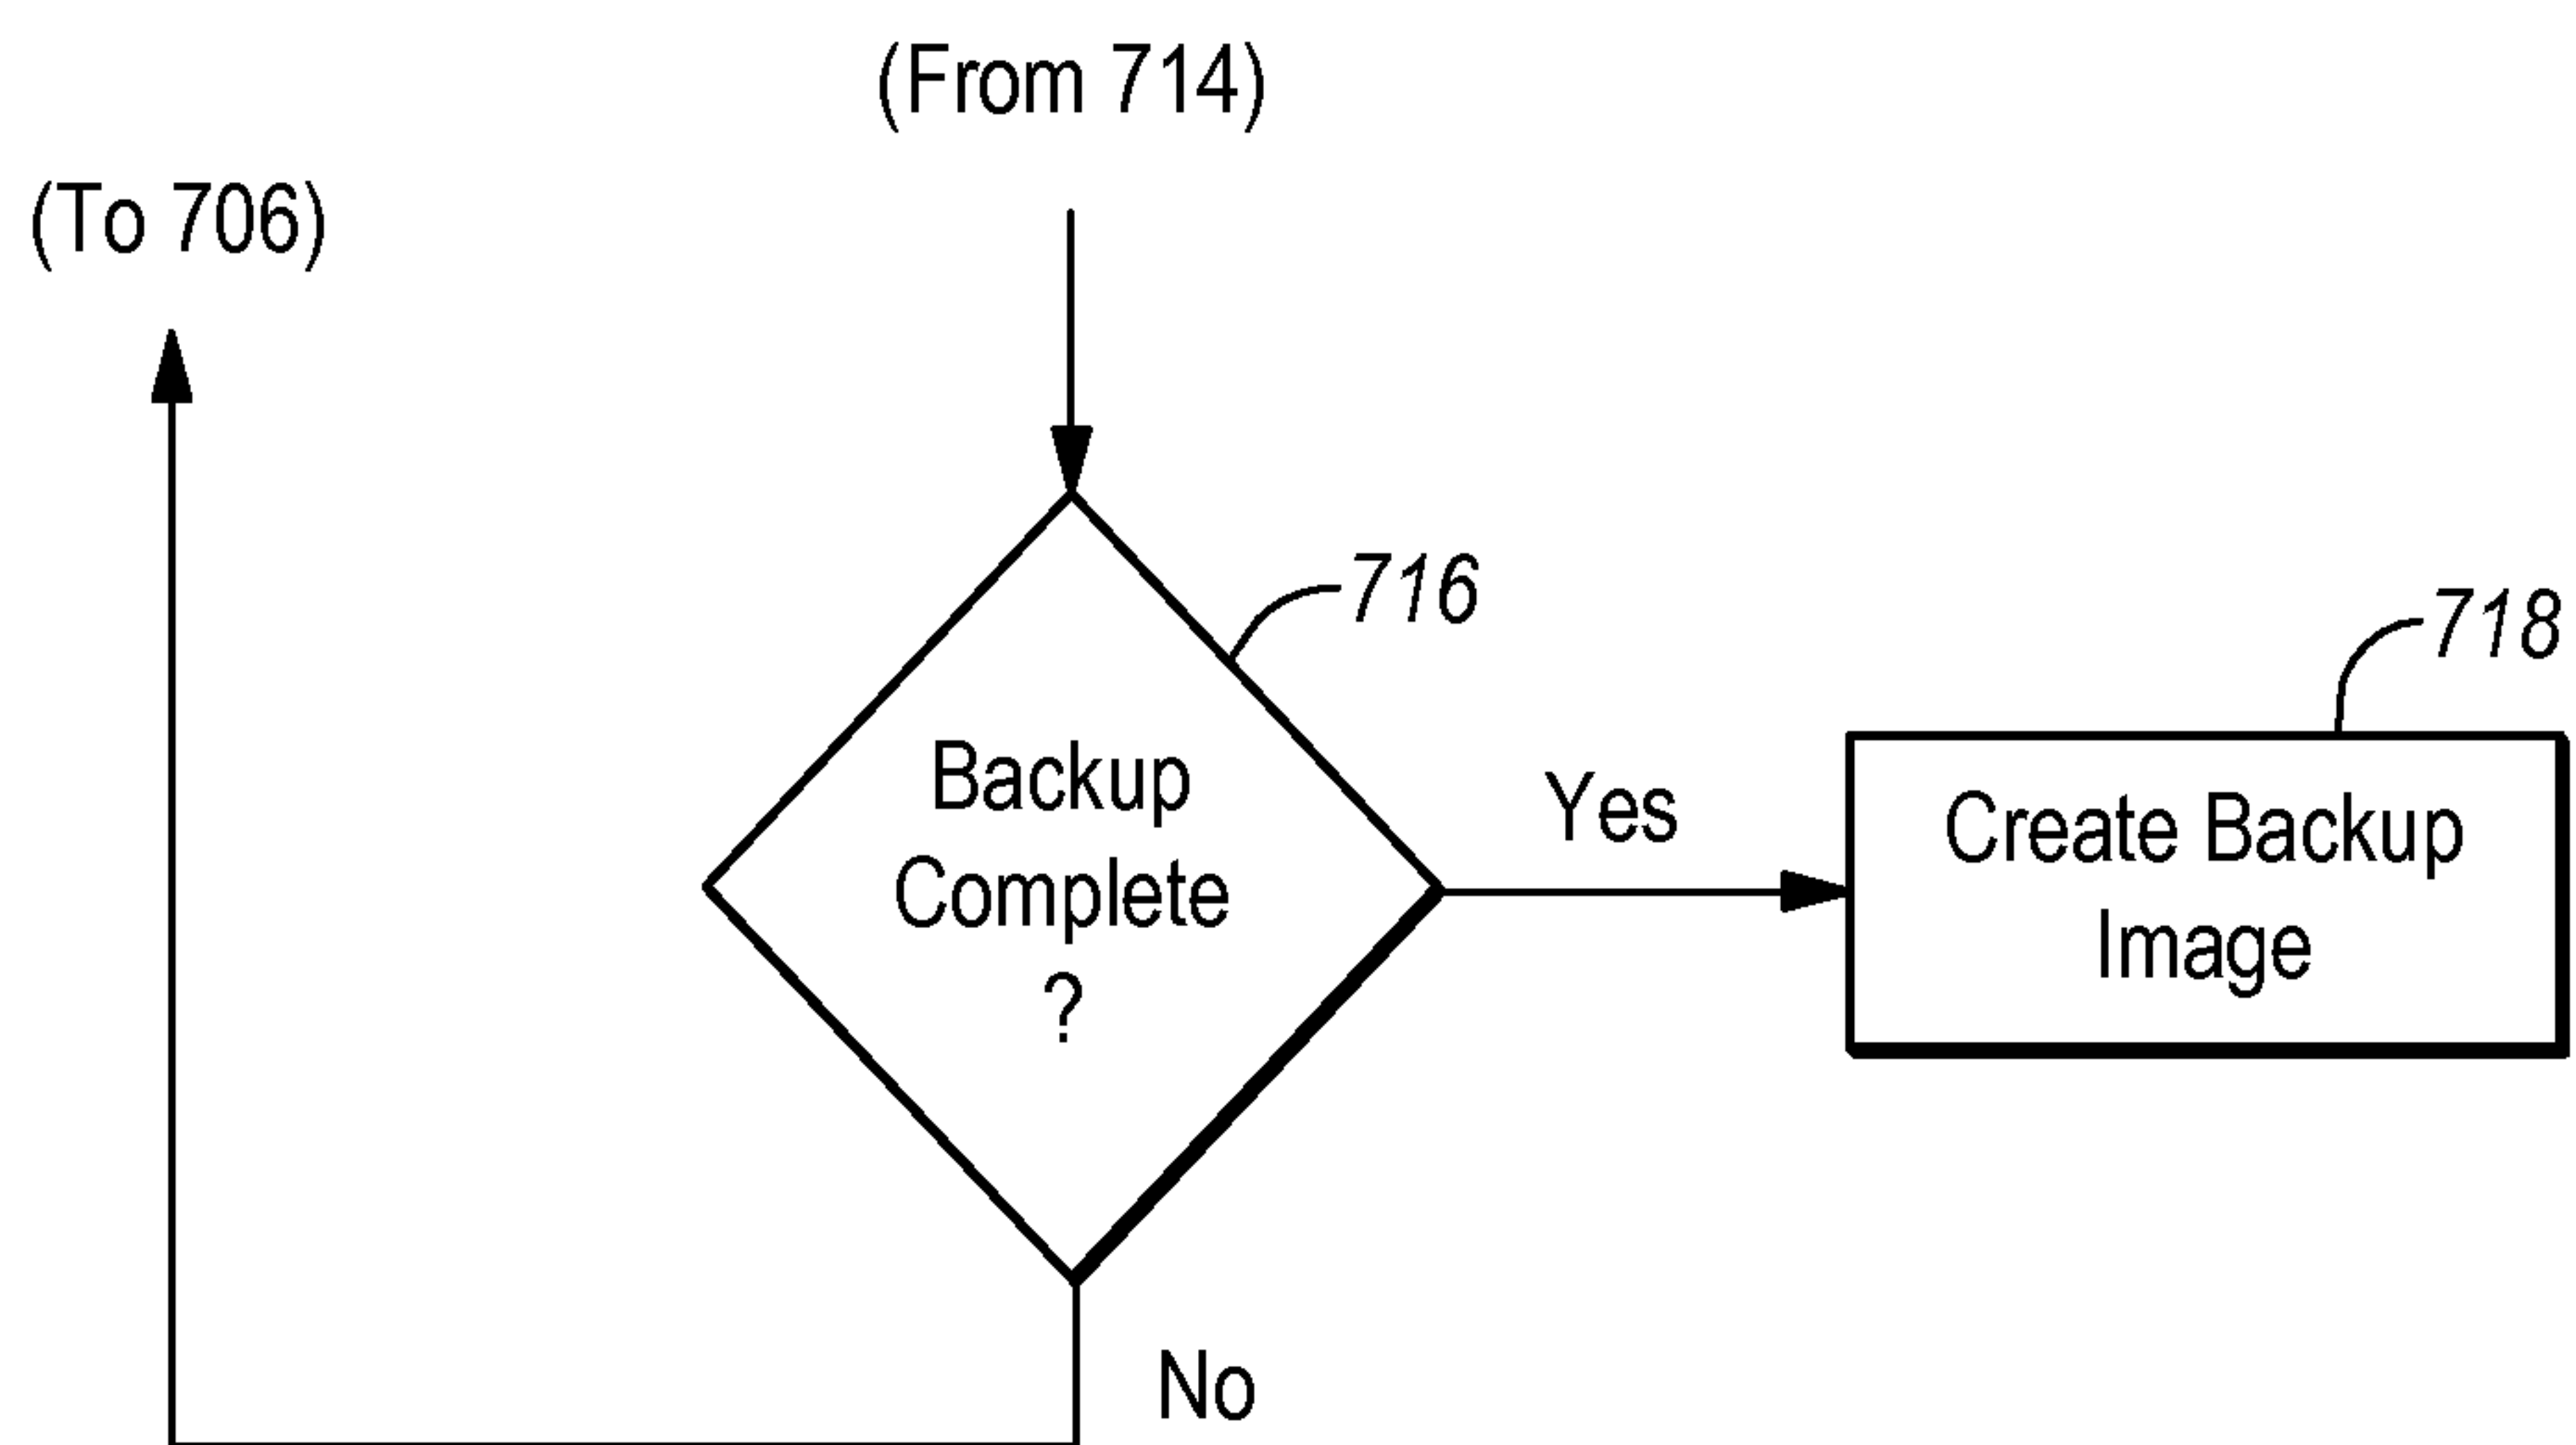 (From 714)
(To 706)
716
718
Backup
Complete
?
Yes
Create Backup
Image
No